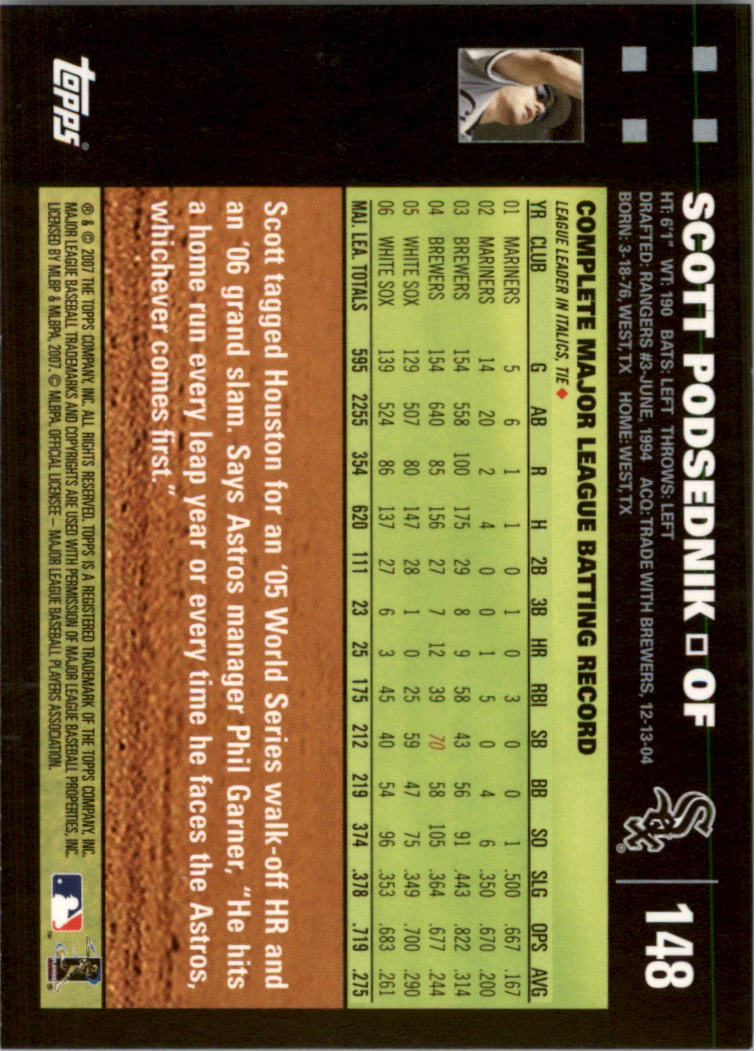 SCOTT PODSEDNIK ▫ OF
148
HT: 6'1" WT: 190 BATS: LEFT THROWS: LEFT
DRAFTED: RANGERS #3-JUNE, 1994 ACQ: TRADE WITH BREWERS, 12-13-04
BORN: 3-18-76, WEST, TX HOME: WEST, TX
Sox
COMPLETE MAJOR LEAGUE BATTING RECORD
LEAGUE LEADER IN ITALICS, TIE ♦
YR CLUB G AB R H 2B 3B HR RBI SB BB SO SLG OPS AVG
01 MARINERS 5 6 1 1 0 1 0 3 0 0 1 .500 .667 .167
02 MARINERS 14 20 2 4 0 0 1 5 0 4 6 .350 .670 .200
03 BREWERS 154 558 100 175 29 8 9 58 43 56 91 .443 .822 .314
04 BREWERS 154 640 85 156 27 7 12 39 70 58 105 .364 .677 .244
05 WHITE SOX 129 507 80 147 28 1 0 25 59 47 75 .349 .700 .290
06 WHITE SOX 139 524 86 137 27 6 3 45 40 54 96 .353 .683 .261
MAJ. LEA. TOTALS 595 2255 354 620 111 23 25 175 212 219 374 .378 .719 .275
Scott tagged Houston for an '05 World Series walk-off HR and
an '06 grand slam. Says Astros manager Phil Garner, "He hits
a home run every leap year or every time he faces the Astros,
whichever comes first."
topps®
® & © 2007 THE TOPPS COMPANY, INC. ALL RIGHTS RESERVED. TOPPS IS A REGISTERED TRADEMARK OF THE TOPPS COMPANY, INC.
MAJOR LEAGUE BASEBALL TRADEMARKS AND COPYRIGHTS ARE USED WITH PERMISSION OF MAJOR LEAGUE BASEBALL PROPERTIES, INC.
LICENSED BY MLBP & MLBPA, 2007. © MLBPA. OFFICIAL LICENSEE – MAJOR LEAGUE BASEBALL PLAYERS ASSOCIATION.